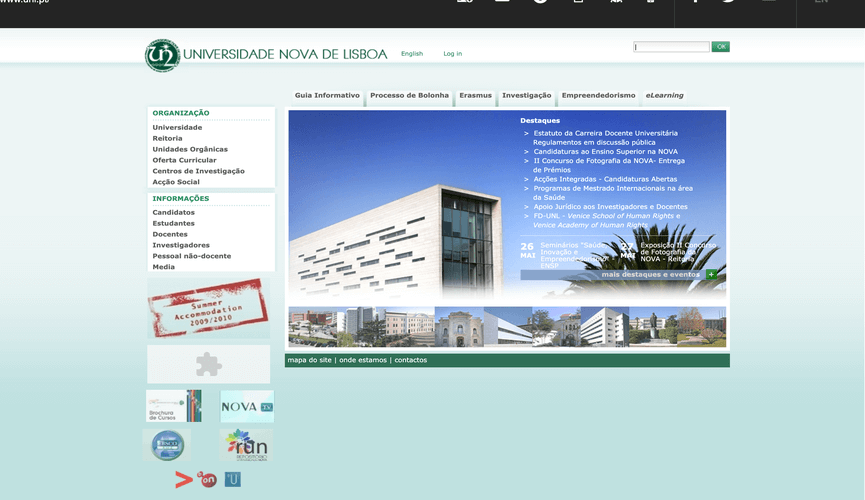 www.unl.pt/
EN
UNIVERSIDADE NOVA DE LISBOA
English
Log in
OK
Guia Informativo
Processo de Bolonha
Erasmus
Investigação
Empreendedorismo
eLearning
ORGANIZAÇÃO
Universidade
Reitoria
Unidades Orgânicas
Oferta Curricular
Centros de Investigação
Acção Social
INFORMAÇÕES
Candidatos
Estudantes
Docentes
Investigadores
Pessoal não-docente
Media
Summer
Accommodation
2009/2010
Brochura
de Cursos
NOVA
run
on
U
Destaques
> Estatuto da Carreira Docente Universitária
Regulamentos em discussão pública
> Candidaturas ao Ensino Superior na NOVA
> II Concurso de Fotografia da NOVA- Entrega
de Prémios
> Acções Integradas - Candidaturas Abertas
> Programas de Mestrado Internacionais na área
da Saúde
> Apoio Jurídico aos Investigadores e Docentes
> FD-UNL - Venice School of Human Rights e
Venice Academy of Human Rights
26
MAI
Seminários "Saúde,
Inovação e
Empreendedorismo"
ENSP
27
MAI
Exposição II Concurso
de Fotografia da
NOVA - Reitoria
mais destaques e eventos +
mapa do site | onde estamos | contactos